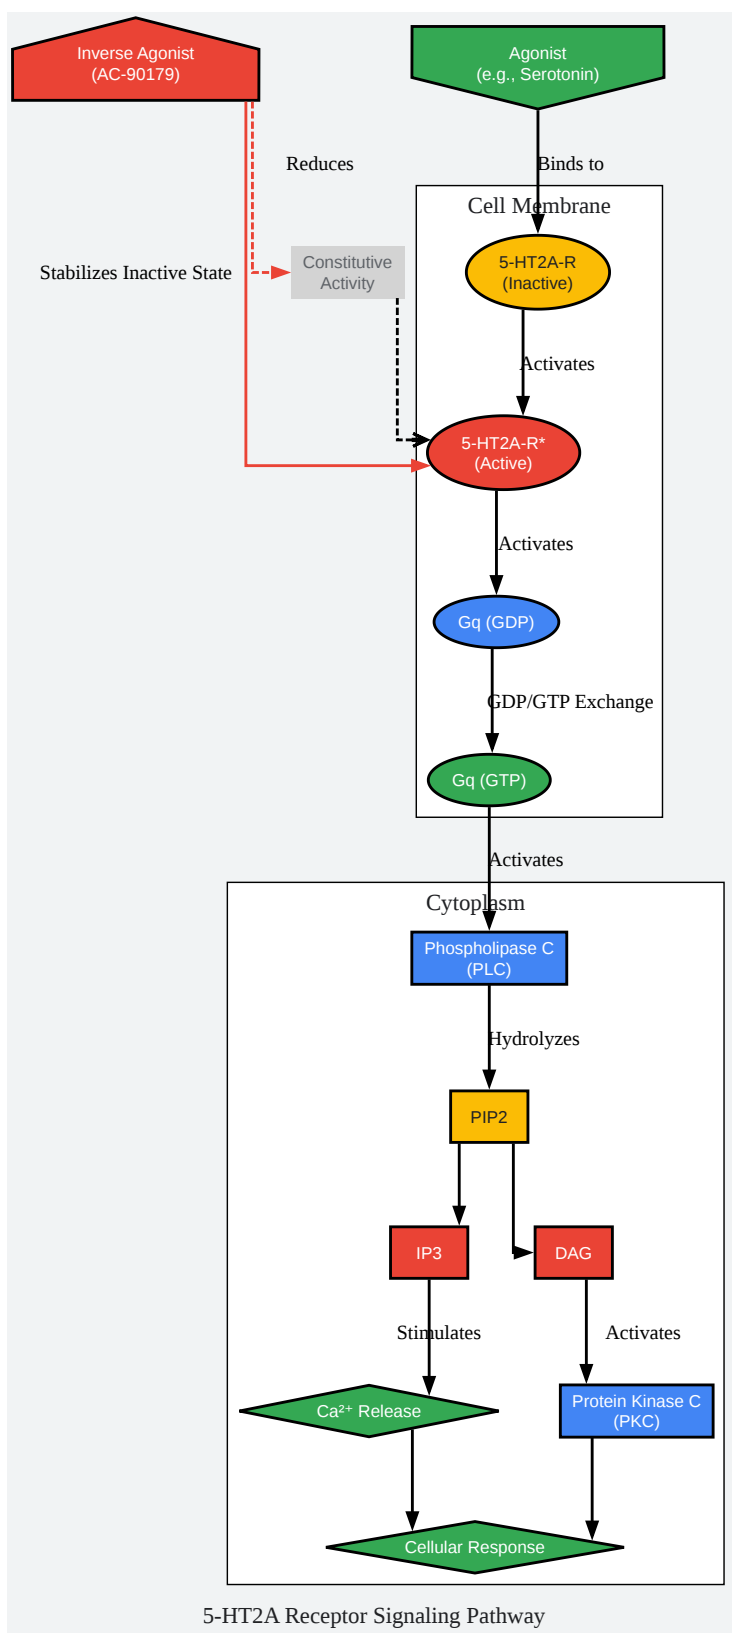 Inverse Agonist
(AC-90179)
Agonist
(e.g., Serotonin)
Reduces
Binds to
Cell Membrane
Stabilizes Inactive State
Constitutive
Activity
5-HT2A-R
(Inactive)
Activates
5-HT2A-R*
(Active)
Activates
Gq (GDP)
GDP/GTP Exchange
Gq (GTP)
Activates
Cytoplasm
Phospholipase C
(PLC)
Hydrolyzes
PIP2
IP3
DAG
Stimulates
Activates
Ca²⁺ Release
Protein Kinase C
(PKC)
Cellular Response
5-HT2A Receptor Signaling Pathway